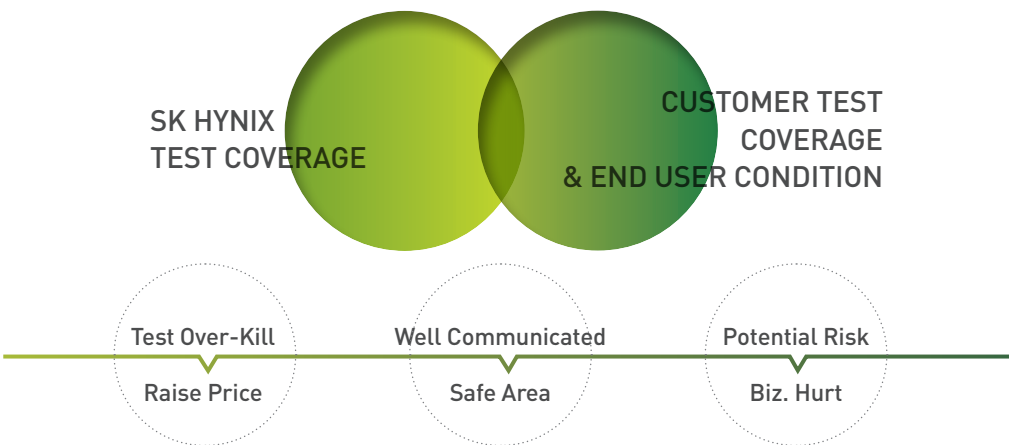 SK HYNIX
TEST COVERAGE
CUSTOMER TEST
COVERAGE
& END USER CONDITION
Test Over-Kill
Raise Price
Well Communicated
Safe Area
Potential Risk
Biz. Hurt